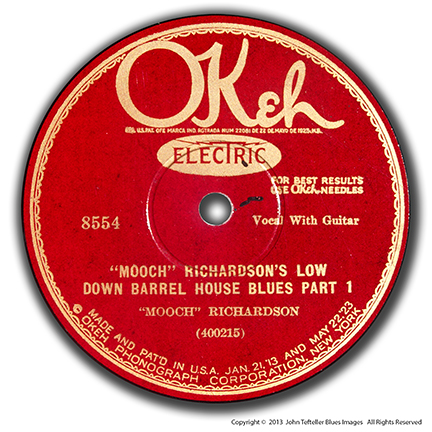 OKeh
REG. U.S. PAT. OFF. MARCA IND. RGTRADA NUM 22081 DE 22 DE MAYO DE 1925. M.B.
ELECTRIC
FOR BEST RESULTS
USE OKeh NEEDLES
8554
Vocal With Guitar
"MOOCH" RICHARDSON'S LOW
DOWN BARREL HOUSE BLUES PART 1
"MOOCH" RICHARDSON
(400215)
© MADE AND PAT'D IN U.S.A. JAN. 21,'13 AND MAY 22,'23
OKEH PHONOGRAPH CORPORATION, NEW YORK
Copyright © 2013 John Tefteller Blues Images All Rights Reserved